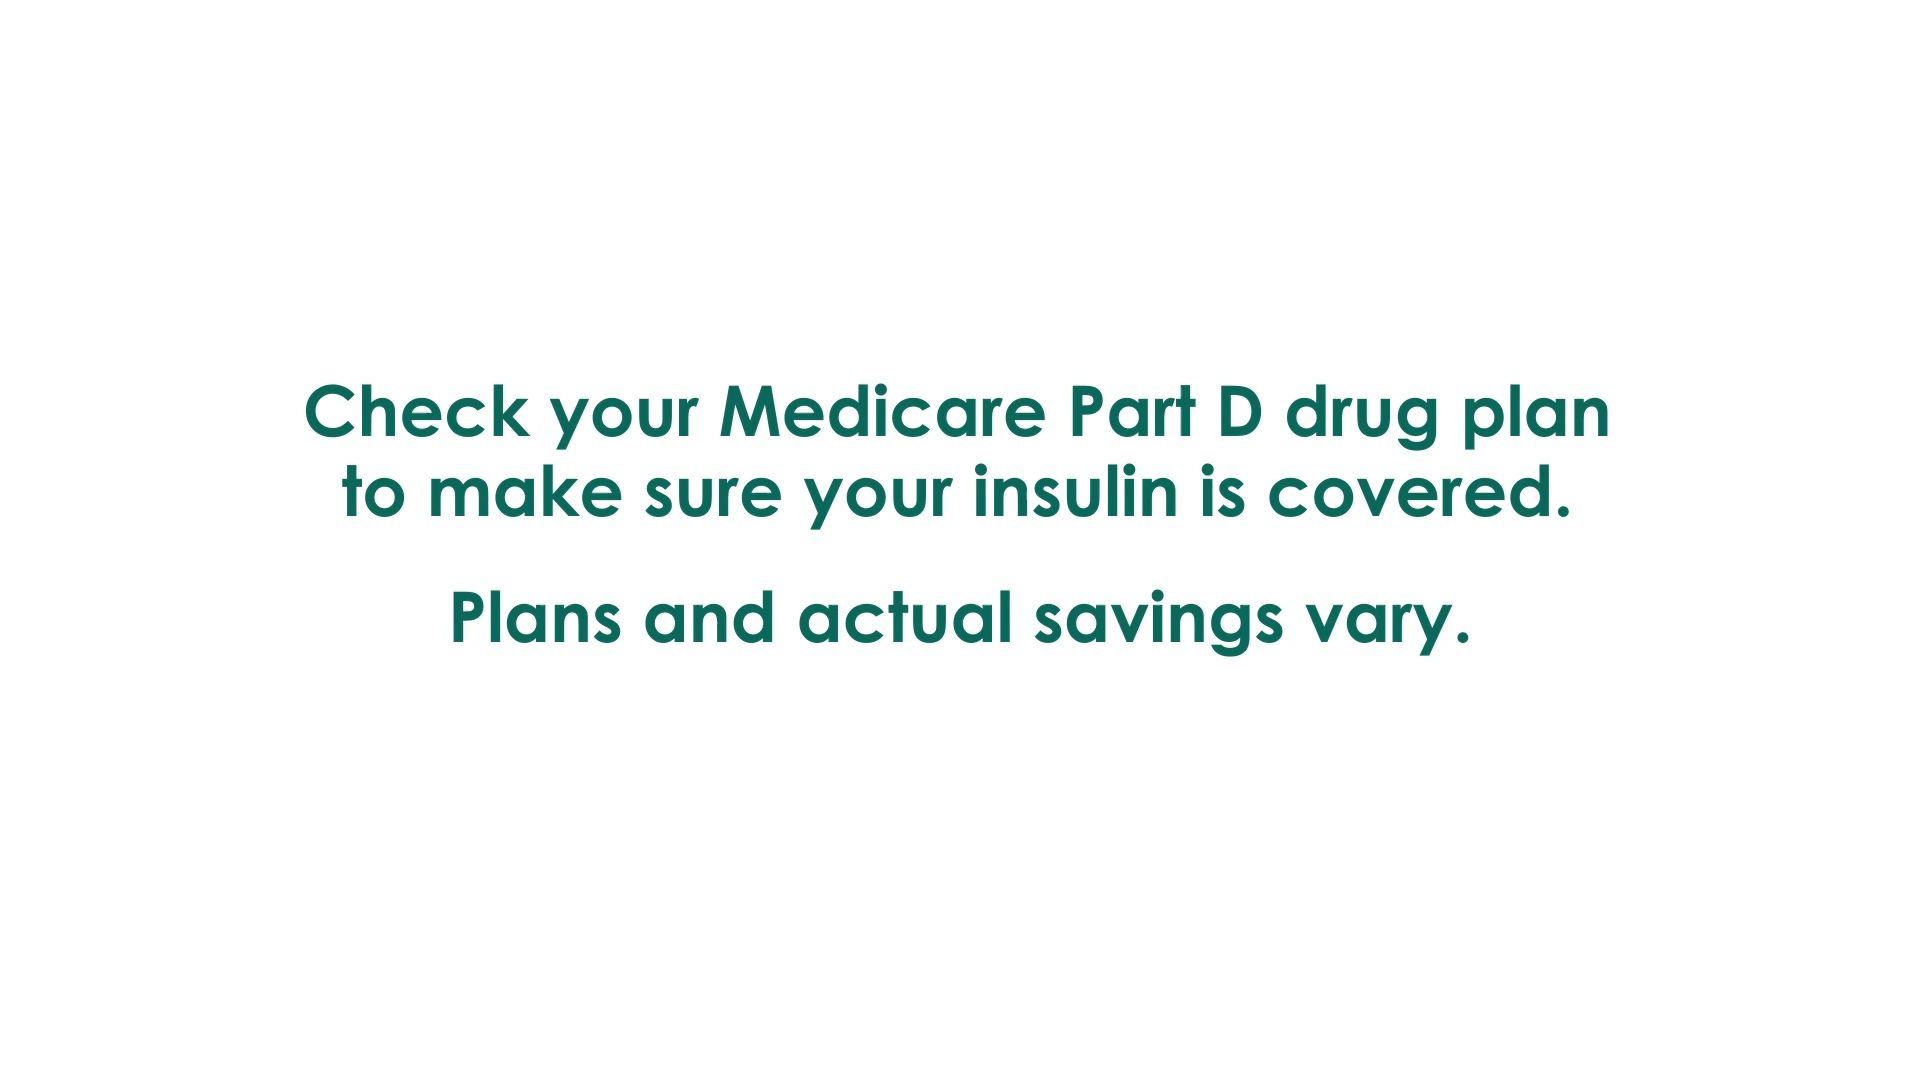 Check your Medicare Part D drug plan
to make sure your insulin is covered.
Plans and actual savings vary.